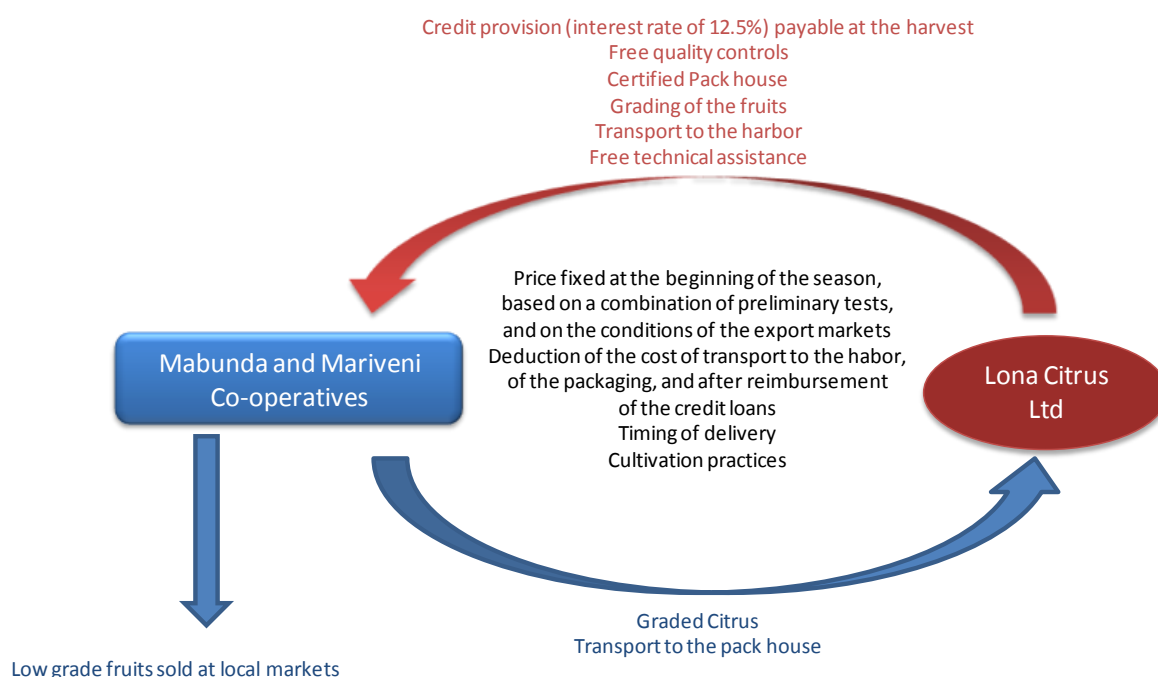 Credit provision (interest rate of 12.5%) payable at the harvest
Free quality controls
Certified Pack house
Grading of the fruits
Transport to the harbor
Free technical assistance
Price fixed at the beginning of the season,
based on a combination of preliminary tests,
and on the conditions of the export markets
Deduction of the cost of transport to the habor,
of the packaging, and after reimbursement
of the credit loans
Timing of delivery
Cultivation practices
Mabunda and Mariveni
Co-operatives
Lona Citrus
Ltd
Graded Citrus
Transport to the pack house
Low grade fruits sold at local markets